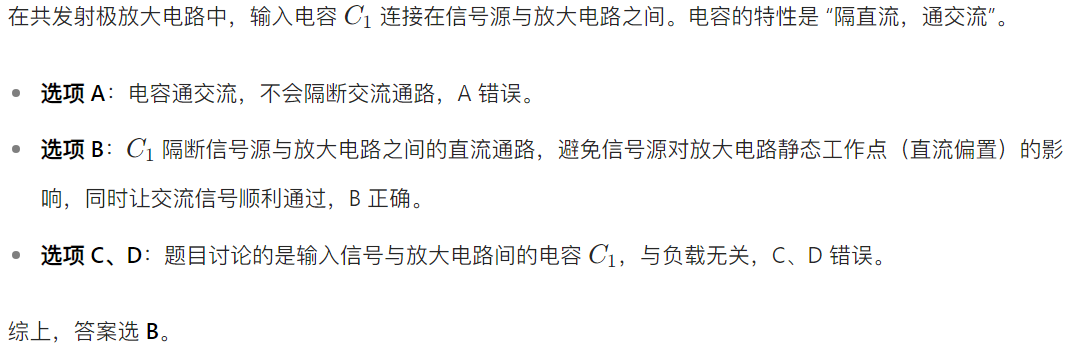 在共发射极放大电路中，输入电容 C₁ 连接在信号源与放大电路之间。电容的特性是 “隔直流，通交流”。
• 选项 A：电容通交流，不会隔断交流通路，A 错误。
• 选项 B：C₁ 隔断信号源与放大电路之间的直流通路，避免信号源对放大电路静态工作点（直流偏置）的影
响，同时让交流信号顺利通过，B 正确。
• 选项 C、D：题目讨论的是输入信号与放大电路间的电容 C₁，与负载无关，C、D 错误。
综上，答案选 B。